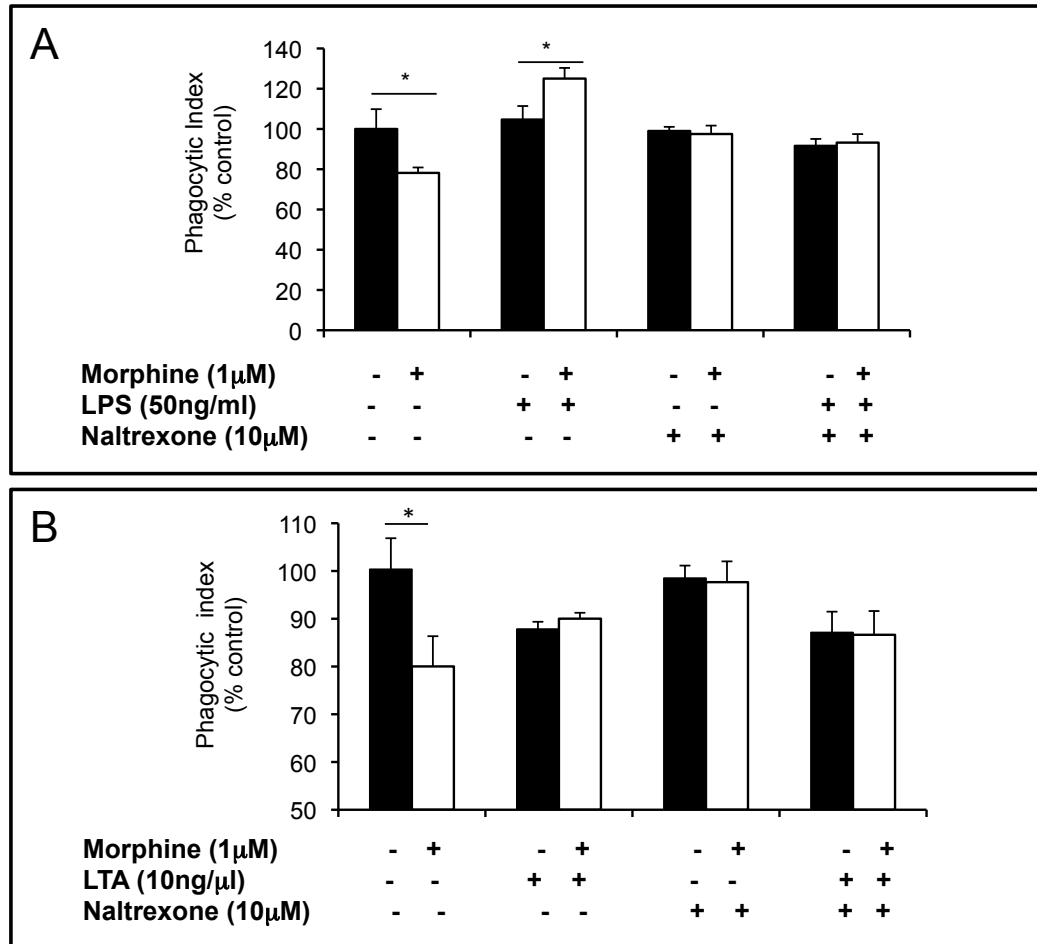 A
Phagocytic Index
(% control)
140
120
100
80
60
40
20
0
*
*
Morphine (1μM) - + - + - + - +
LPS (50ng/ml) - - + + - - + +
Naltrexone (10μM) - - - - + + + +
B
Phagocytic index
(% control)
110
100
90
80
70
60
50
*
Morphine (1μM) - + - + - + - +
LTA (10ng/μl) - - + + - - + +
Naltrexone (10μM) - - - - + + + +